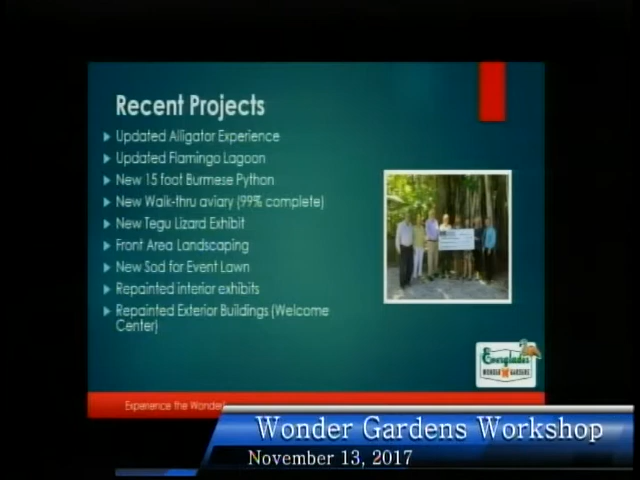 Recent Projects
Updated Alligator Experience
Updated Flamingo Lagoon
New 15 foot Burmese Python
New Walk-thru aviary (99% complete)
New Tegu Lizard Exhibit
Front Area Landscaping
New Sod for Event Lawn
Repainted interior exhibits
Repainted Exterior Buildings (Welcome
Center)
Everglades
WONDER GARDENS
Experience the Wonder!
Wonder Gardens Workshop
November 13, 2017